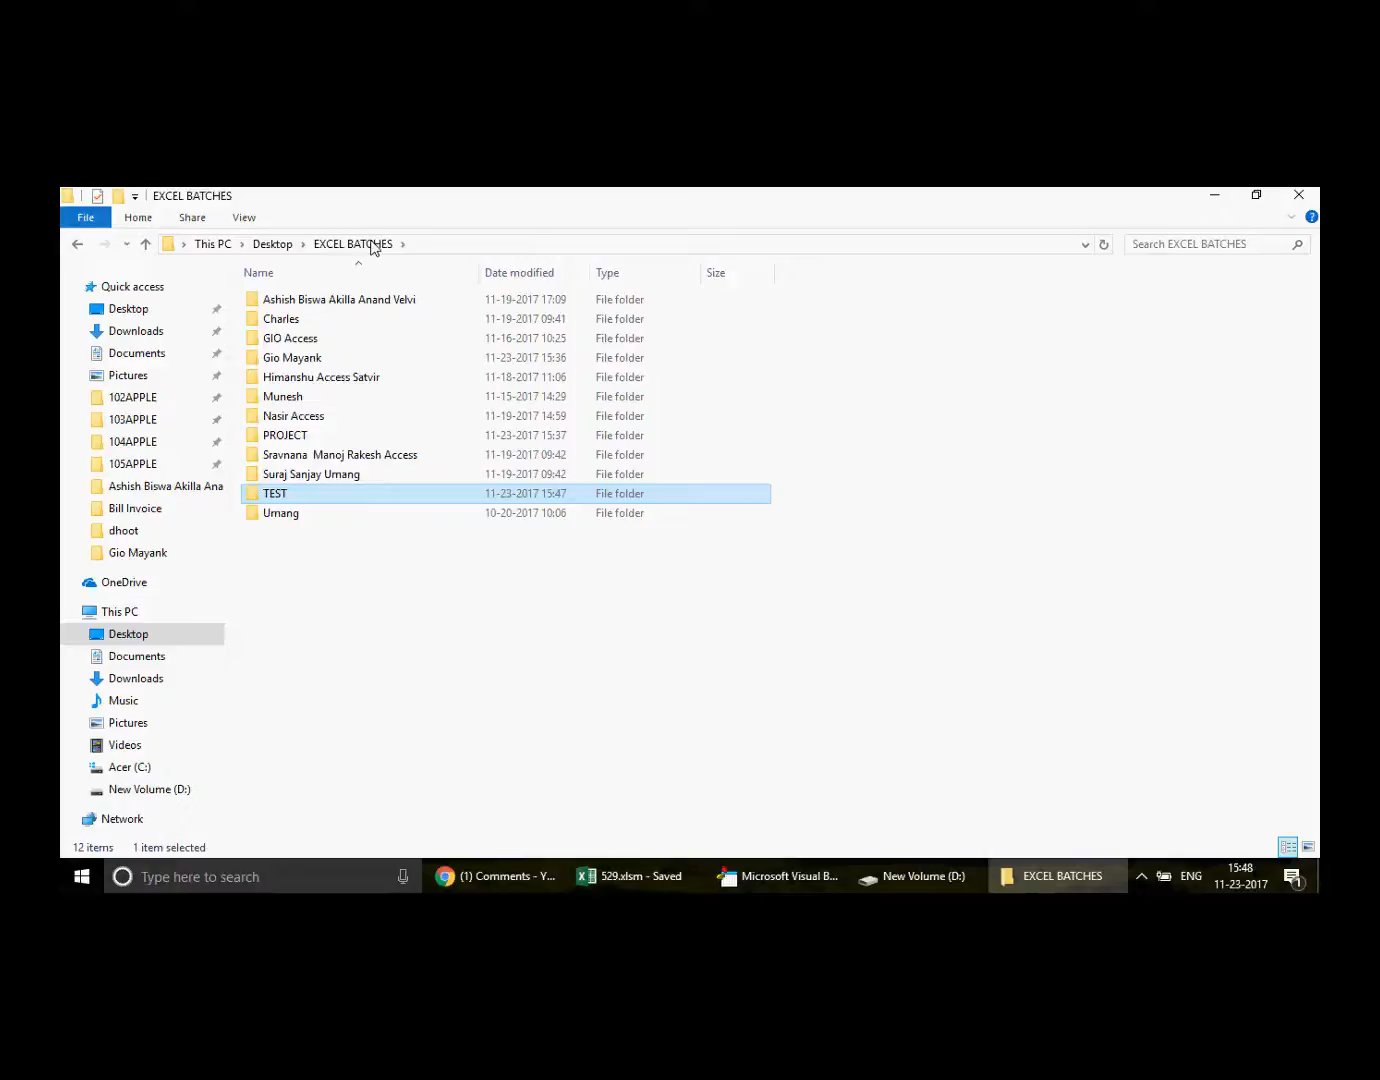 EXCEL BATCHES
File Home Share View
This PC Desktop EXCEL BATCHES Search EXCEL BATCHES
Name Date modified Type Size
Quick access
Desktop
Downloads
Documents
Pictures
102APPLE
103APPLE
104APPLE
105APPLE
Ashish Biswa Akilla Ana
Bill Invoice
dhoot
Gio Mayank
OneDrive
This PC
Desktop
Documents
Downloads
Music
Pictures
Videos
Acer (C:)
New Volume (D:)
Network
Ashish Biswa Akilla Anand Velvi 11-19-2017 17:09 File folder
Charles 11-19-2017 09:41 File folder
GIO Access 11-16-2017 10:25 File folder
Gio Mayank 11-23-2017 15:36 File folder
Himanshu Access Satvir 11-18-2017 11:06 File folder
Munesh 11-15-2017 14:29 File folder
Nasir Access 11-19-2017 14:59 File folder
PROJECT 11-23-2017 15:37 File folder
Sravnana Manoj Rakesh Access 11-19-2017 09:42 File folder
Suraj Sanjay Umang 11-19-2017 09:42 File folder
TEST 11-23-2017 15:47 File folder
Umang 10-20-2017 10:06 File folder
12 items 1 item selected
Type here to search (1) Comments - Y... 529.xlsm - Saved Microsoft Visual B... New Volume (D:) EXCEL BATCHES ENG 15:48
11-23-2017 1